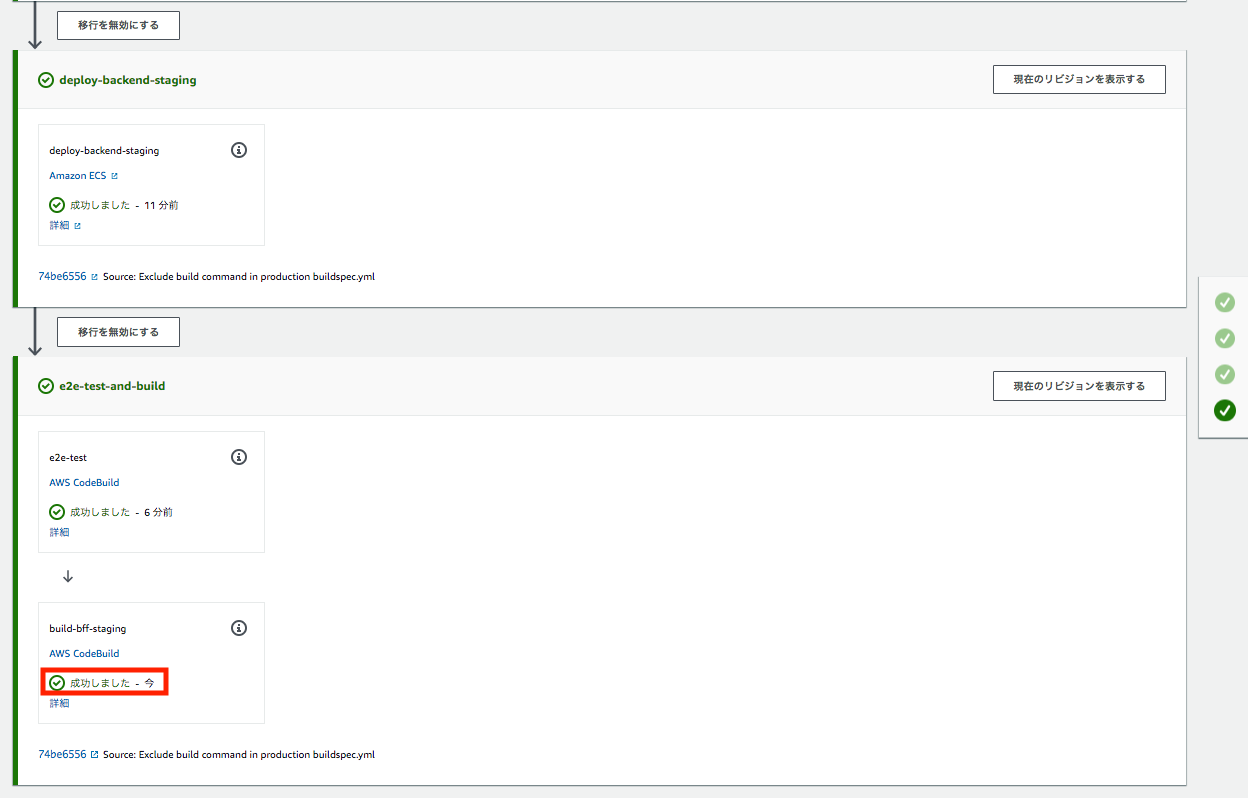 移行を無効にする
deploy-backend-staging
現在のリビジョンを表示する
deploy-backend-staging
Amazon ECS
成功しました - 11 分前
詳細
74be6556 Source: Exclude build command in production buildspec.yml
移行を無効にする
e2e-test-and-build
現在のリビジョンを表示する
e2e-test
AWS CodeBuild
成功しました - 6 分前
詳細
build-bff-staging
AWS CodeBuild
成功しました - 今
詳細
74be6556 Source: Exclude build command in production buildspec.yml